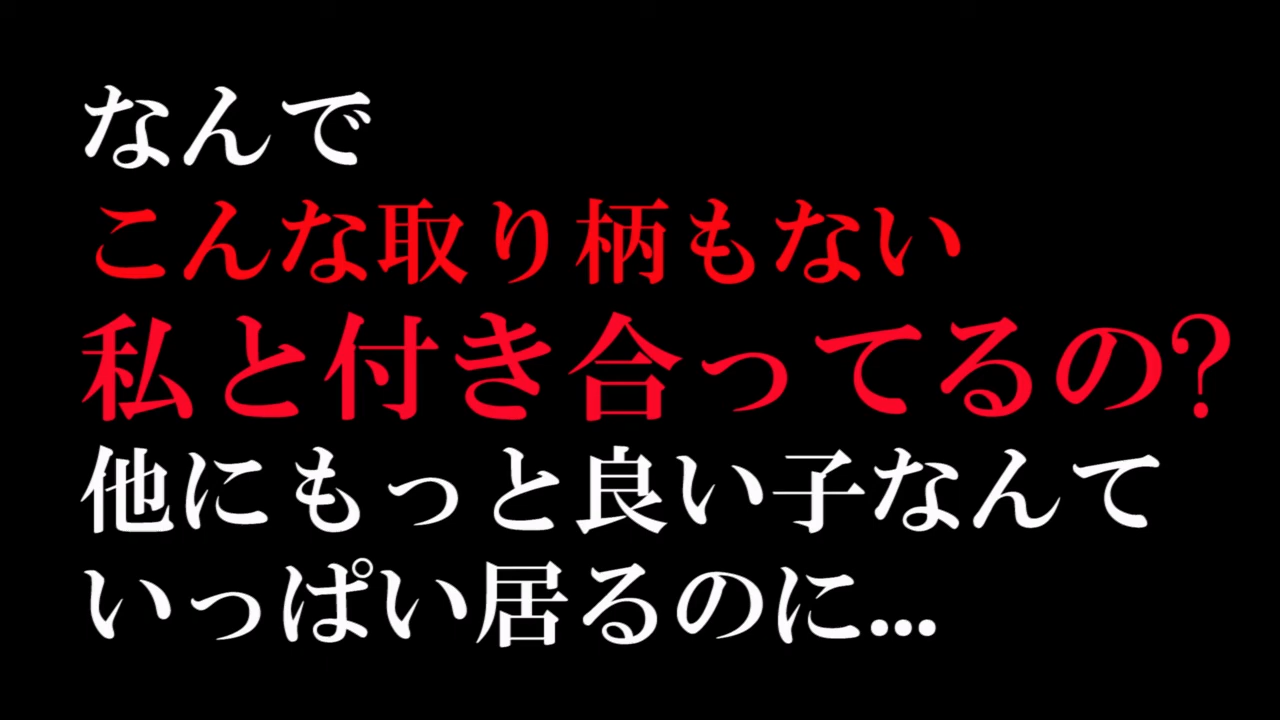 なんで
こんな取り柄もない
私と付き合ってるの?
他にもっと良い子なんて
いっぱい居るのに...